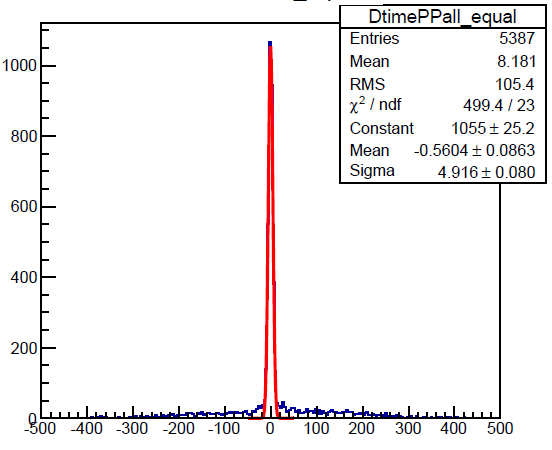 DtimePPall_equal
Entries 5387
Mean 8.181
RMS 105.4
χ² / ndf 499.4 / 23
Constant 1055 ± 25.2
Mean -0.5604 ± 0.0863
Sigma 4.916 ± 0.080
1000
800
600
400
200
0
-500 -400 -300 -200 -100 0 100 200 300 400 500